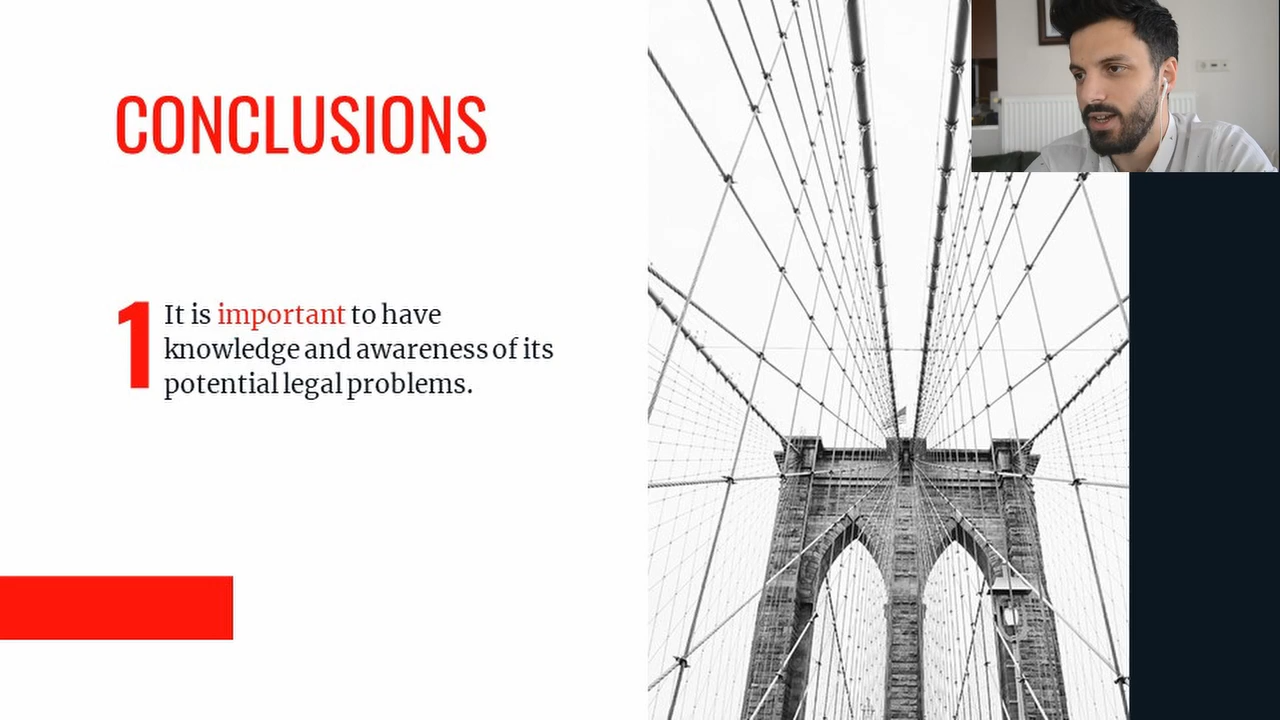 CONCLUSIONS
1
It is important to have
knowledge and awareness of its
potential legal problems.